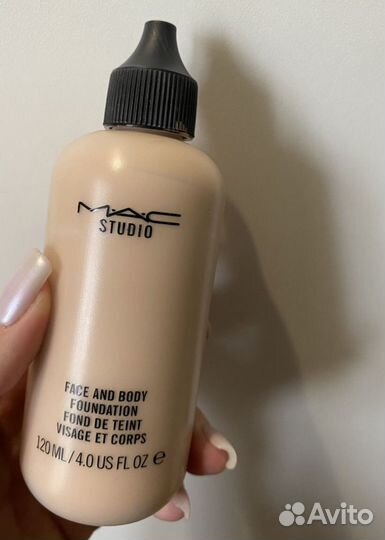 M·A·C
STUDIO
FACE AND BODY
FOUNDATION
FOND DE TEINT
VISAGE ET CORPS
120 ML / 4.0 US FL OZ e
Avito